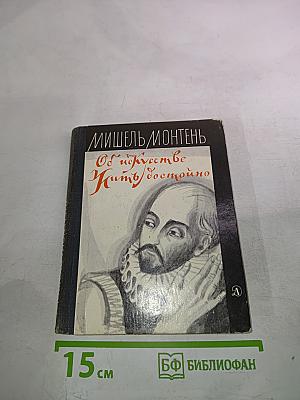 МИШЕЛЬ МОНТЕНЬ
Об искусстве
жить достойно
15 см
БФ БИБЛИОФАН